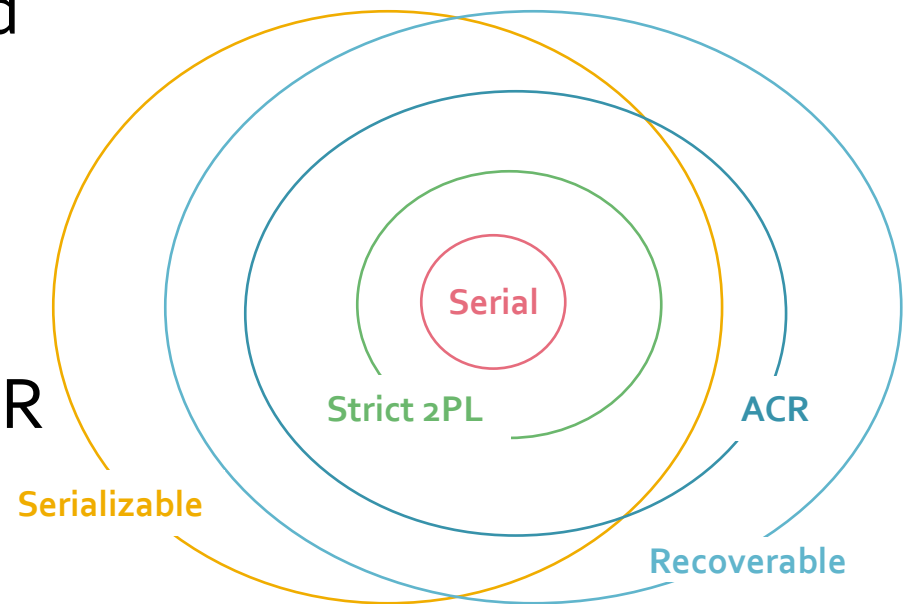 d
Serial
R
Strict 2PL
ACR
Serializable
Recoverable